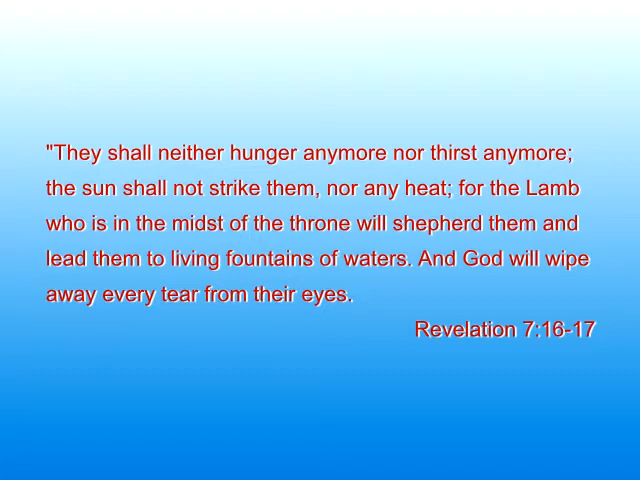 "They shall neither hunger anymore nor thirst anymore;
the sun shall not strike them, nor any heat; for the Lamb
who is in the midst of the throne will shepherd them and
lead them to living fountains of waters. And God will wipe
away every tear from their eyes.
Revelation 7:16-17